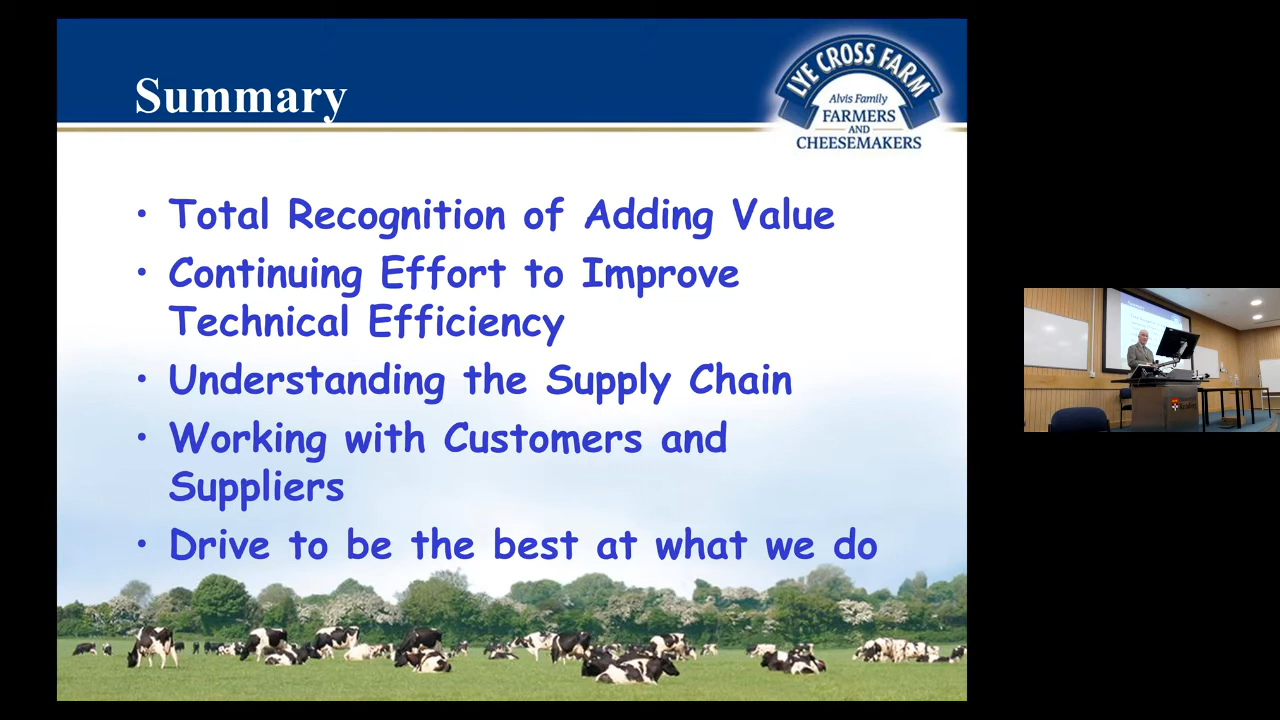 Summary
LYE CROSS FARM
Alvis Family
FARMERS
AND
CHEESEMAKERS
• Total Recognition of Adding Value
• Continuing Effort to Improve
Technical Efficiency
• Understanding the Supply Chain
• Working with Customers and
Suppliers
• Drive to be the best at what we do